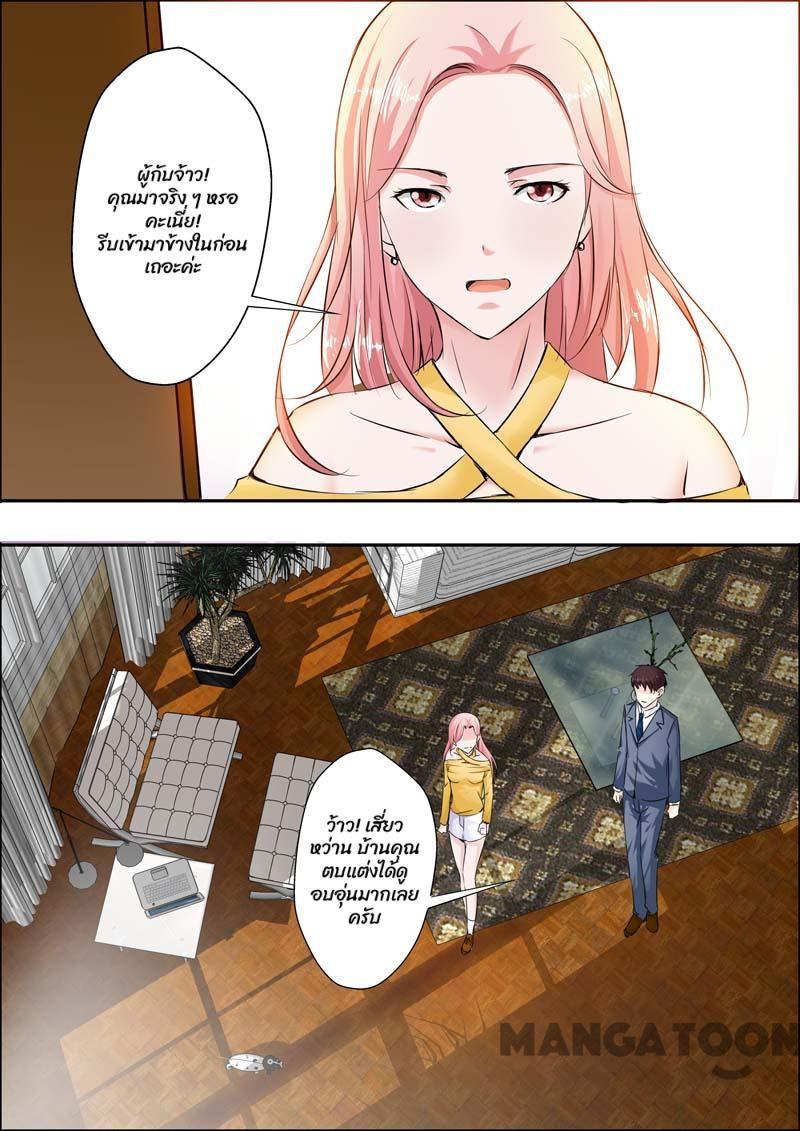 ผู้กับจ้าว!
คุณมาจริง ๆ หรอ
คะเนี่ย!
รีบเข้ามาข้างในก่อน
เถอะค่ะ
ว้าว! เสี่ยว
หว่าน บ้านคุณ
ตบแต่งได้ดู
อบอุ่นมากเลย
ครับ
MANGATOON